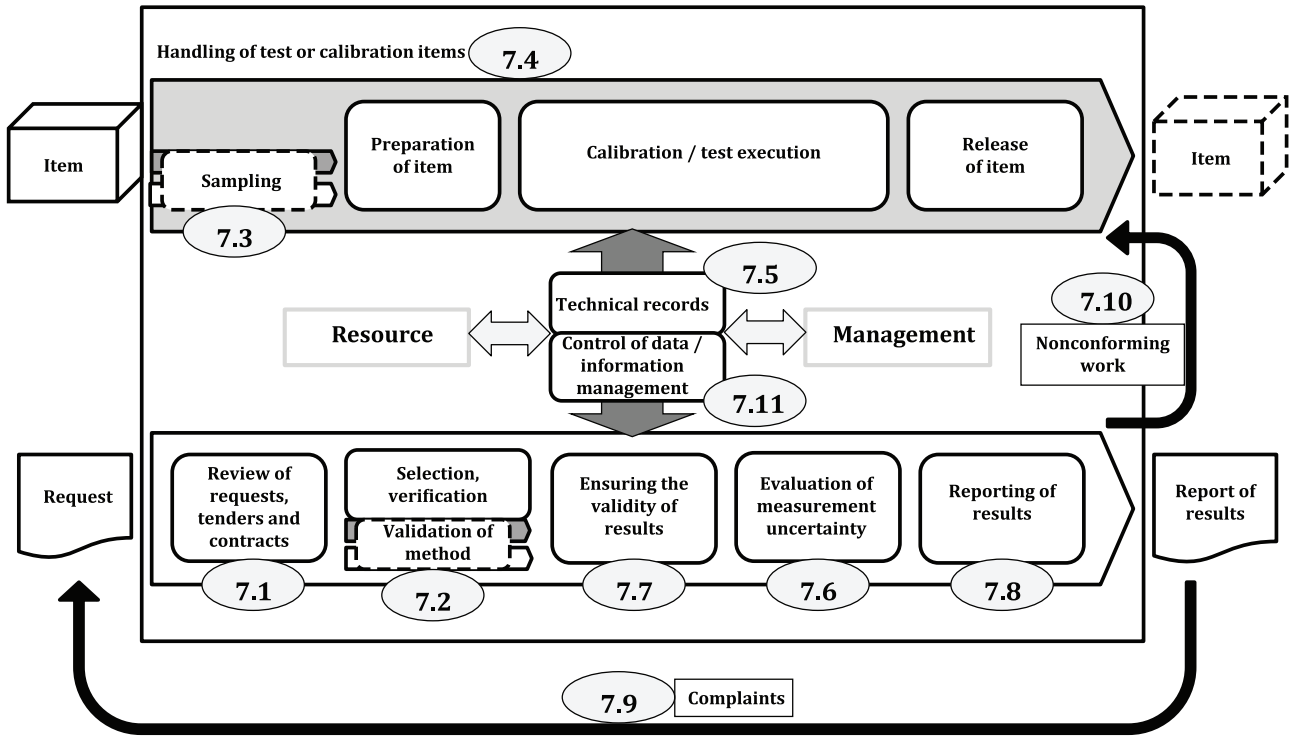 Handling of test or calibration items
7.4
Item
Sampling
7.3
Preparation
of item
Calibration / test execution
Release
of item
Item
7.5
Technical records
Resource
Management
Control of data /
information
management
7.11
7.10
Nonconforming
work
Request
Review of
requests,
tenders and
contracts
7.1
Selection,
verification
Validation of
method
7.2
Ensuring the
validity of
results
7.7
Evaluation of
measurement
uncertainty
7.6
Reporting of
results
7.8
Report of
results
7.9
Complaints